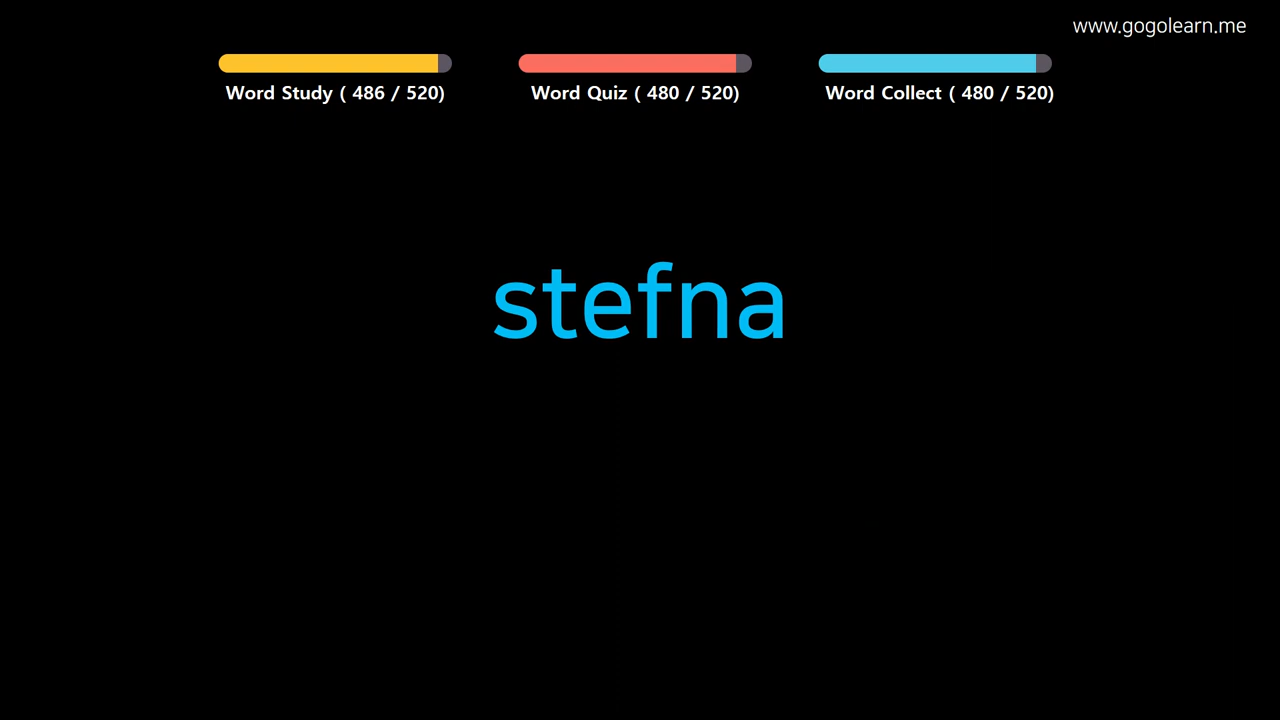 www.gogolearn.me
Word Study ( 486 / 520)
Word Quiz ( 480 / 520)
Word Collect ( 480 / 520)
stefna